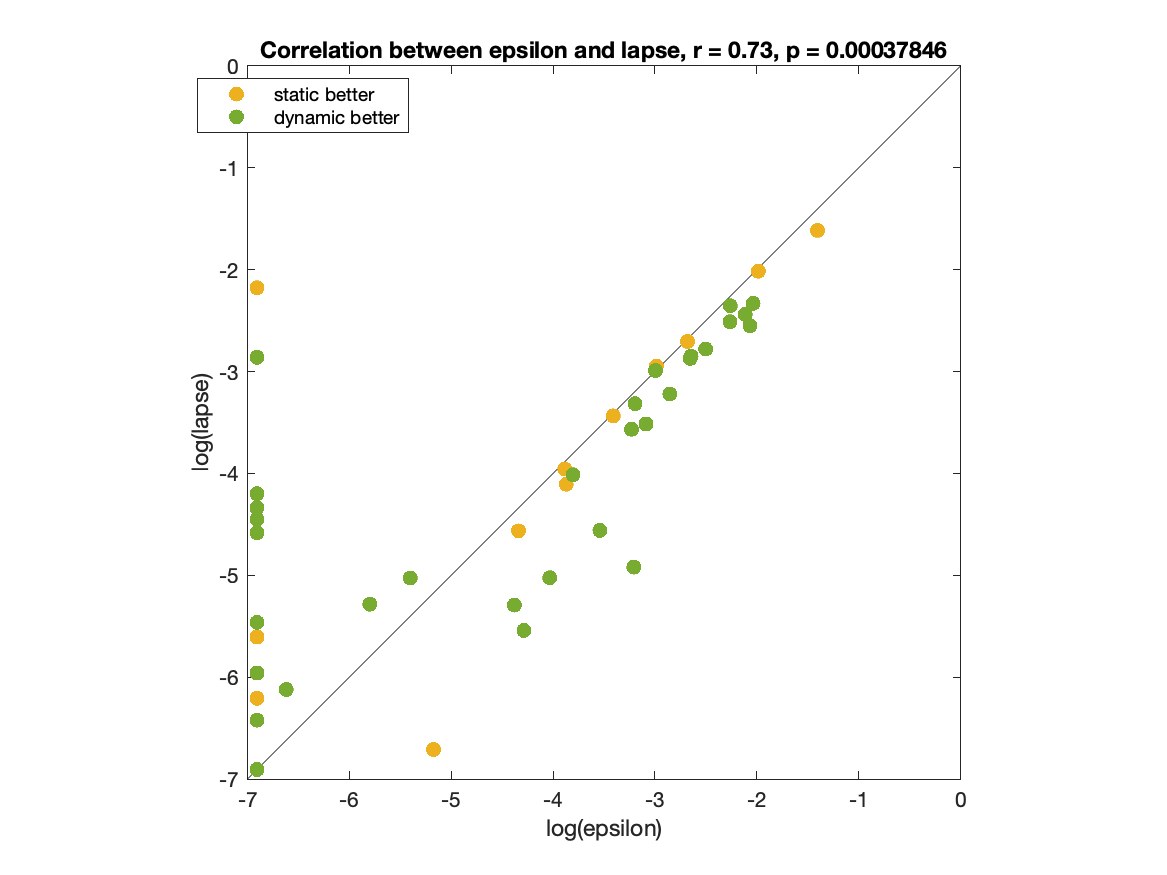 Correlation between epsilon and lapse, r = 0.73, p = 0.00037846
static better
dynamic better
0
-1
-2
-3
-4
-5
-6
-7
log(lapse)
-7 -6 -5 -4 -3 -2 -1 0
log(epsilon)